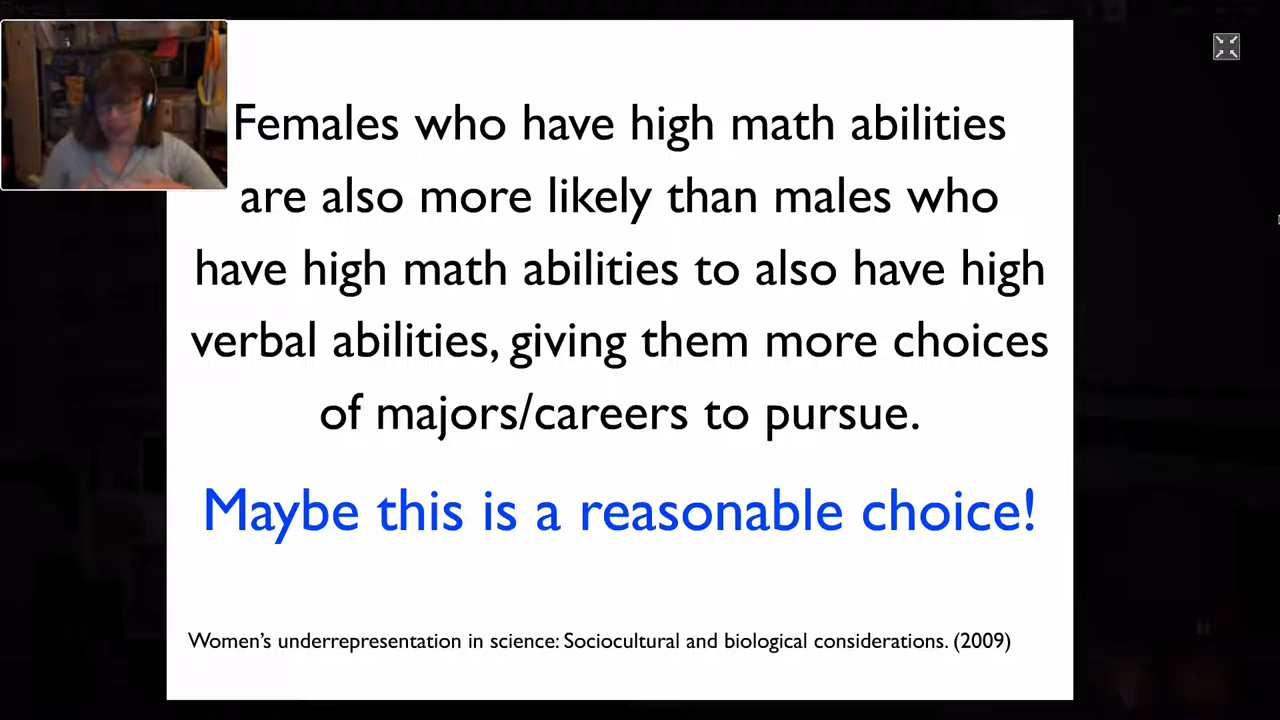 Females who have high math abilities
are also more likely than males who
have high math abilities to also have high
verbal abilities, giving them more choices
of majors/careers to pursue.
Maybe this is a reasonable choice!
Women's underrepresentation in science: Sociocultural and biological considerations. (2009)